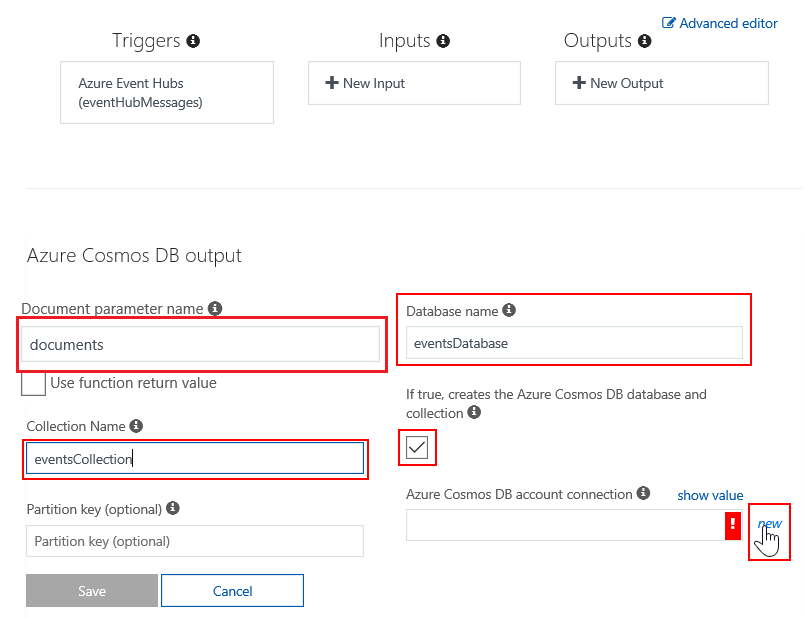 Advanced editor
Triggers
Inputs
Outputs
Azure Event Hubs
(eventHubMessages)
New Input
New Output
Azure Cosmos DB output
Document parameter name
documents
Use function return value
Collection Name
eventsCollection
Partition key (optional)
Partition key (optional)
Database name
eventsDatabase
If true, creates the Azure Cosmos DB database and
collection
Azure Cosmos DB account connection
show value
!
new
Save
Cancel